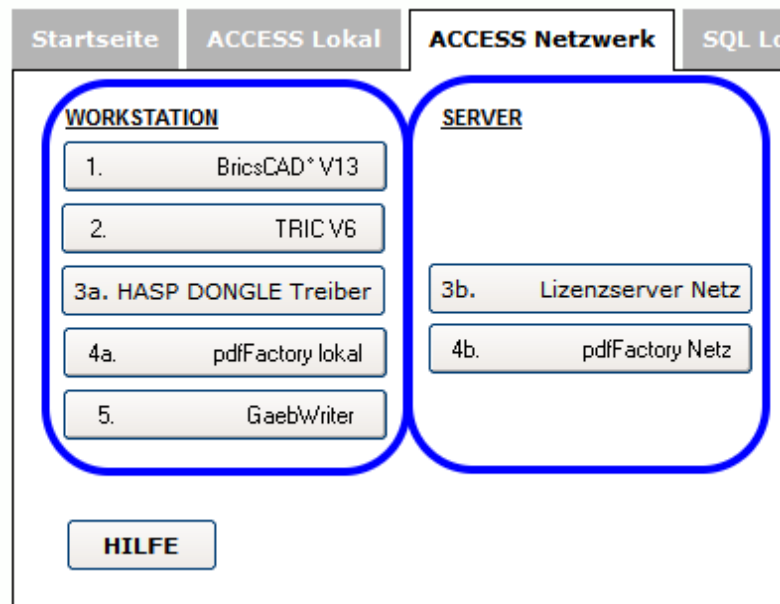 Startseite ACCESS Lokal ACCESS Netzwerk SQL Lo
WORKSTATION
1. BricsCAD° V13
2. TRIC V6
3a. HASP DONGLE Treiber
4a. pdfFactory lokal
5. GaebWriter
SERVER
3b. Lizenzserver Netz
4b. pdfFactory Netz
HILFE